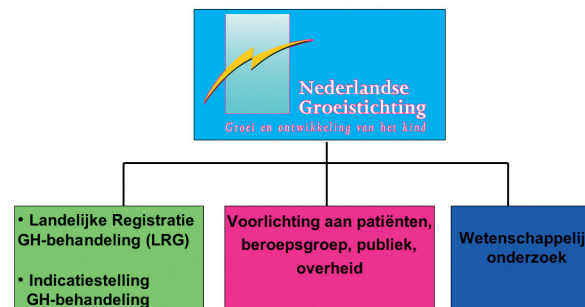 Nederlandse
Groeistichting
Groei en ontwikkeling van het kind
• Landelijke Registratie
GH-behandeling (LRG)
• Indicatiestelling
GH-behandeling
Voorlichting aan patiënten,
beroepsgroep, publiek,
overheid
Wetenschappelij
onderzoek